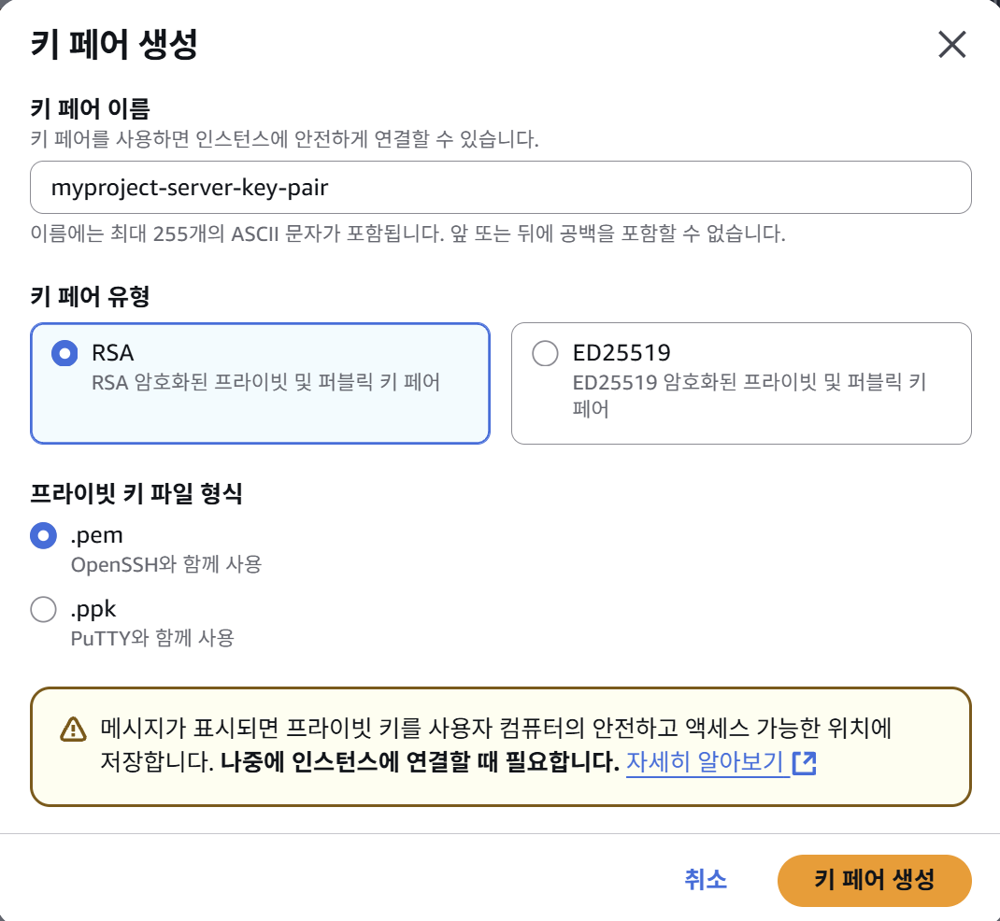 키 페어 생성
키 페어 이름
키 페어를 사용하면 인스턴스에 안전하게 연결할 수 있습니다.
myproject-server-key-pair
이름에는 최대 255개의 ASCII 문자가 포함됩니다. 앞 또는 뒤에 공백을 포함할 수 없습니다.
키 페어 유형
RSA
RSA 암호화된 프라이빗 및 퍼블릭 키 페어
ED25519
ED25519 암호화된 프라이빗 및 퍼블릭 키
페어
프라이빗 키 파일 형식
.pem
OpenSSH와 함께 사용
.ppk
PuTTY와 함께 사용
메시지가 표시되면 프라이빗 키를 사용자 컴퓨터의 안전하고 액세스 가능한 위치에
저장합니다. 나중에 인스턴스에 연결할 때 필요합니다. 자세히 알아보기
취소
키 페어 생성